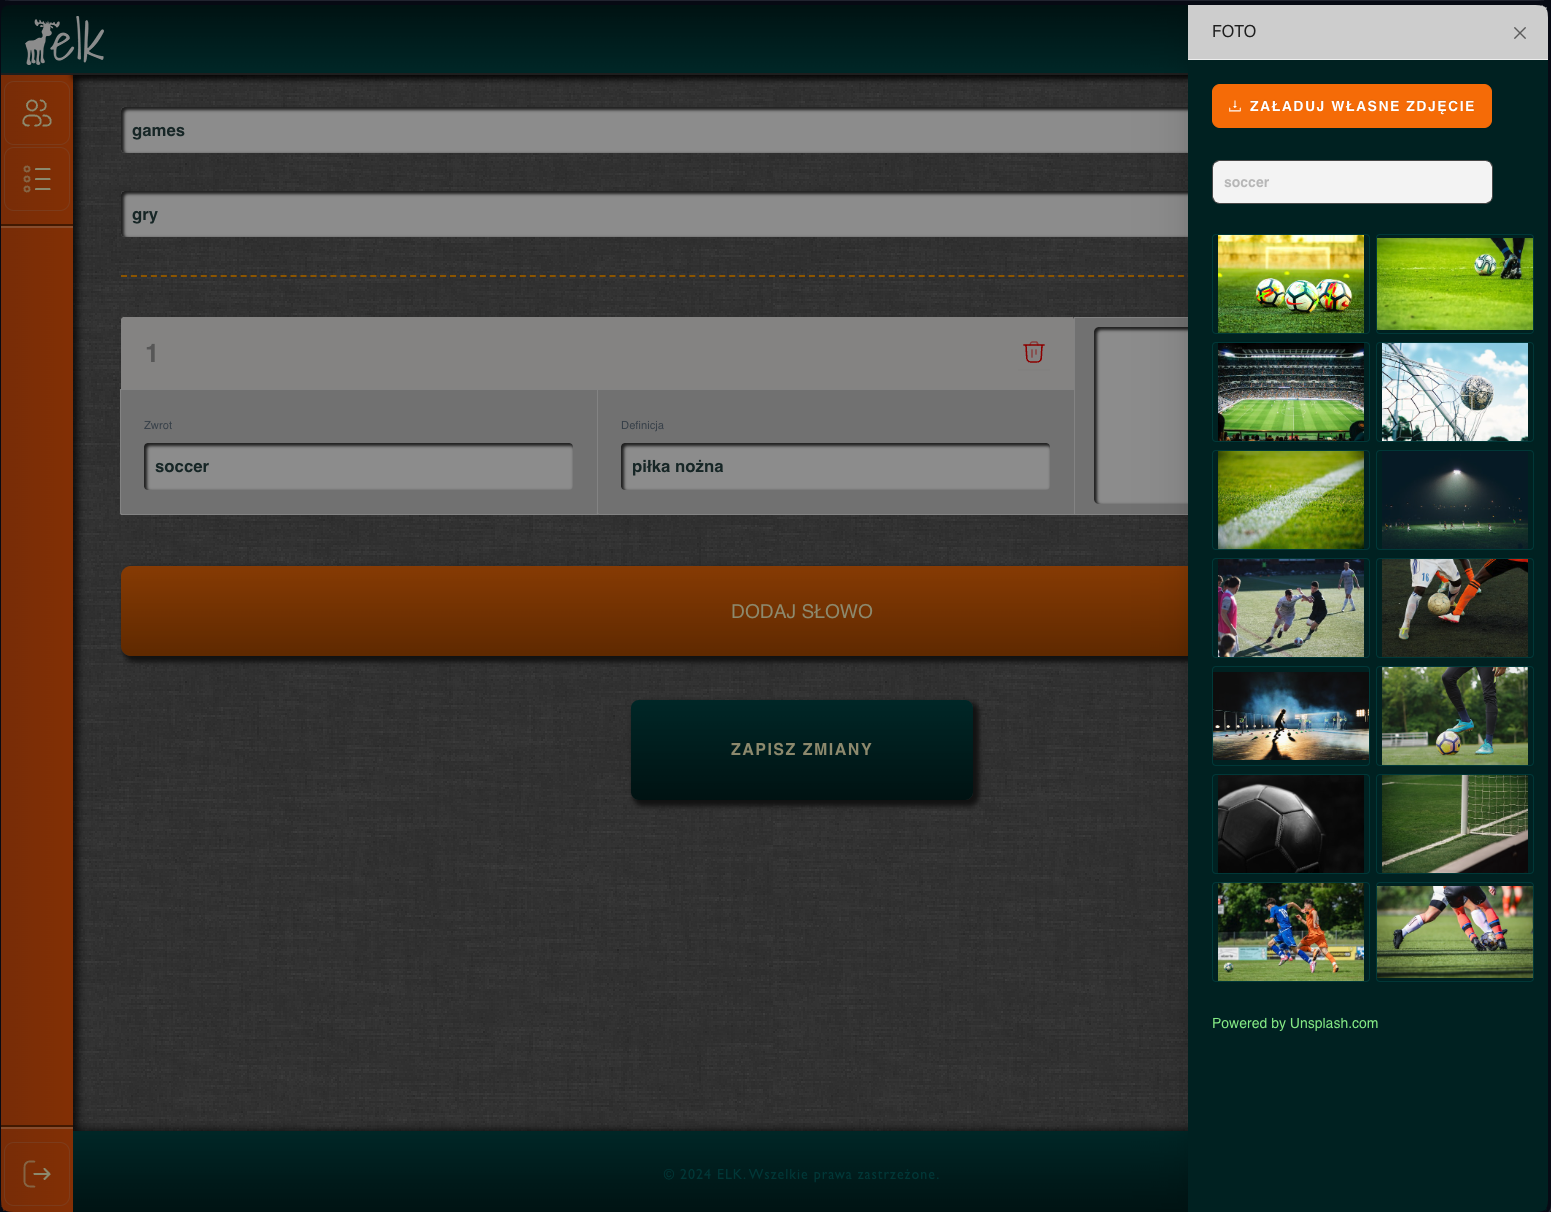 elk
FOTO
ZAŁADUJ WŁASNE ZDJĘCIE
soccer
games
gry
1
Zwrot
Definicja
soccer
piłka nożna
DODAJ SŁOWO
ZAPISZ ZMIANY
Powered by Unsplash.com
© 2024 ELK. Wszelkie prawa zastrzeżone.